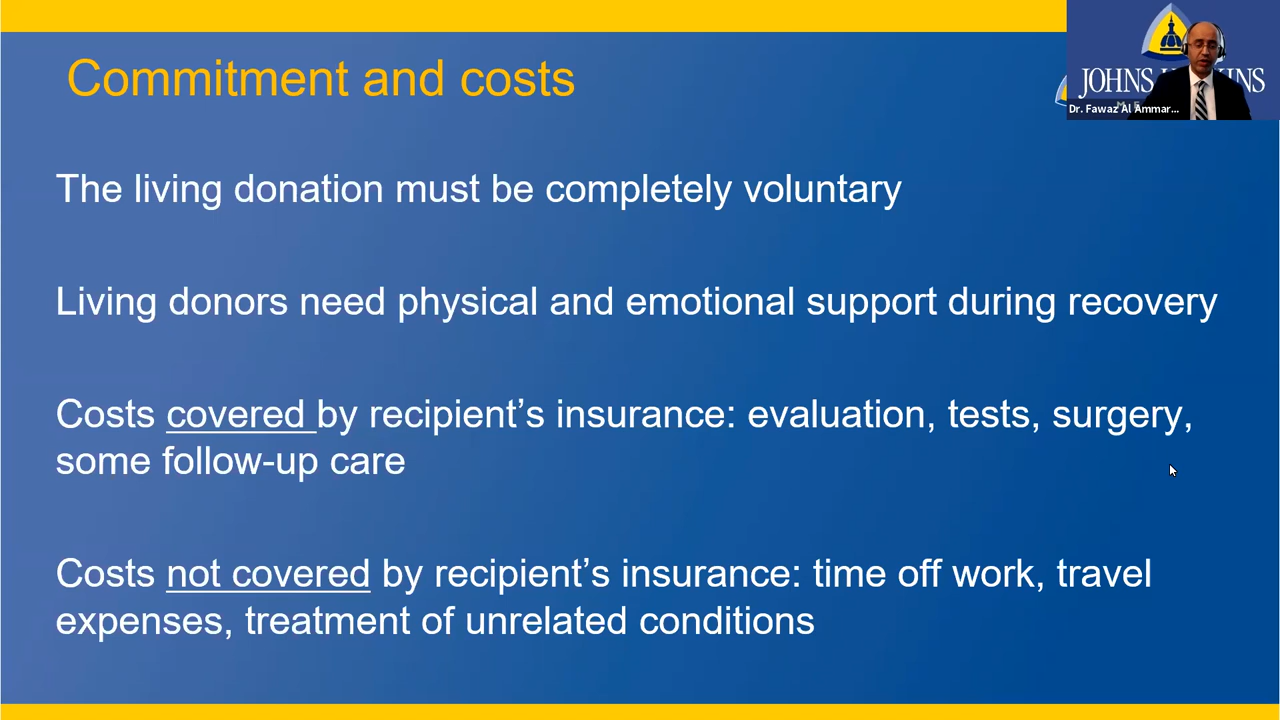 Commitment and costs
JOHNS
Dr. Fawaz Al Ammar...
The living donation must be completely voluntary
Living donors need physical and emotional support during recovery
Costs covered by recipient’s insurance: evaluation, tests, surgery,
some follow-up care
Costs not covered by recipient’s insurance: time off work, travel
expenses, treatment of unrelated conditions